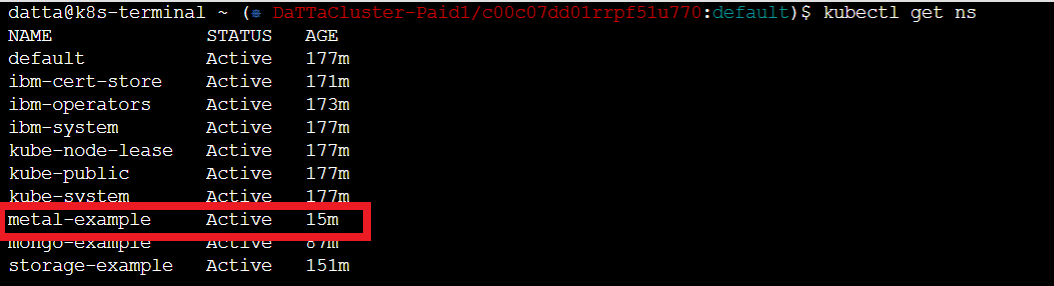 datta@k8s-terminal ~ (⎈ DaTTaCluster-Paid1/c00c07dd01rrpf51u770:default)$ kubectl get ns
NAME STATUS AGE
default Active 177m
ibm-cert-store Active 171m
ibm-operators Active 173m
ibm-system Active 177m
kube-node-lease Active 177m
kube-public Active 177m
kube-system Active 177m
metal-example Active 15m
mongo-example Active 87m
storage-example Active 151m